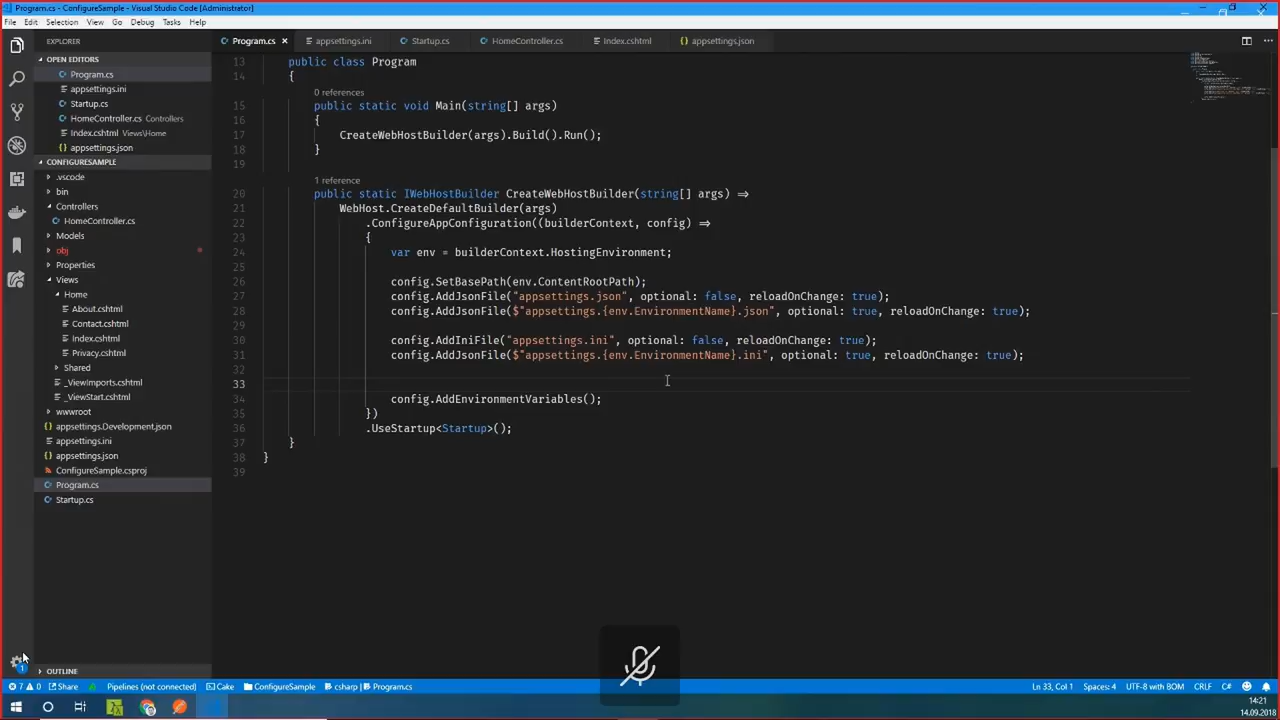 Program.cs - ConfigureSample - Visual Studio Code [Administrator]
File Edit Selection View Go Debug Tasks Help
EXPLORER
OPEN EDITORS
Program.cs
appsettings.ini
Startup.cs
HomeController.cs Controllers
Index.cshtml Views\Home
appsettings.json
CONFIGURESAMPLE
.vscode
bin
Controllers
HomeController.cs
Models
obj
Properties
Views
Home
About.cshtml
Contact.cshtml
Index.cshtml
Privacy.cshtml
Shared
_ViewImports.cshtml
_ViewStart.cshtml
wwwroot
appsettings.Development.json
appsettings.ini
appsettings.json
ConfigureSample.csproj
Program.cs
Startup.cs
OUTLINE
Program.cs appsettings.ini Startup.cs HomeController.cs Index.cshtml appsettings.json
13 public class Program
14 {
0 references
15 public static void Main(string[] args)
16 {
17 CreateWebHostBuilder(args).Build().Run();
18 }
19
1 reference
20 public static IWebHostBuilder CreateWebHostBuilder(string[] args) =>
21 WebHost.CreateDefaultBuilder(args)
22 .ConfigureAppConfiguration((builderContext, config) =>
23 {
24 var env = builderContext.HostingEnvironment;
25
26 config.SetBasePath(env.ContentRootPath);
27 config.AddJsonFile("appsettings.json", optional: false, reloadOnChange: true);
28 config.AddJsonFile($"appsettings.{env.EnvironmentName}.json", optional: true, reloadOnChange: true);
29
30 config.AddIniFile("appsettings.ini", optional: false, reloadOnChange: true);
31 config.AddJsonFile($"appsettings.{env.EnvironmentName}.ini", optional: true, reloadOnChange: true);
32
33
34 config.AddEnvironmentVariables();
35 })
36 .UseStartup<Startup>();
37 }
38 }
39
1
7 0 Share Pipelines (not connected) Cake ConfigureSample csharp | Program.cs Ln 33, Col 1 Spaces: 4 UTF-8 with BOM CRLF C#
14:21
14.09.2018